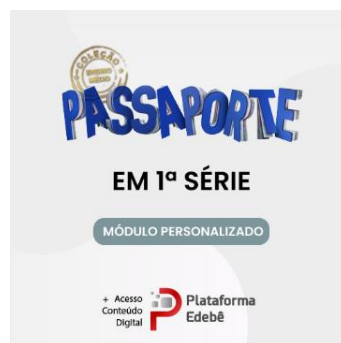 COLEÇÃO
ENSINO MÉDIO
PASSAPORTE
EM 1ª SÉRIE
MÓDULO PERSONALIZADO
+ Acesso
Conteúdo
Digital
Plataforma
Edebê